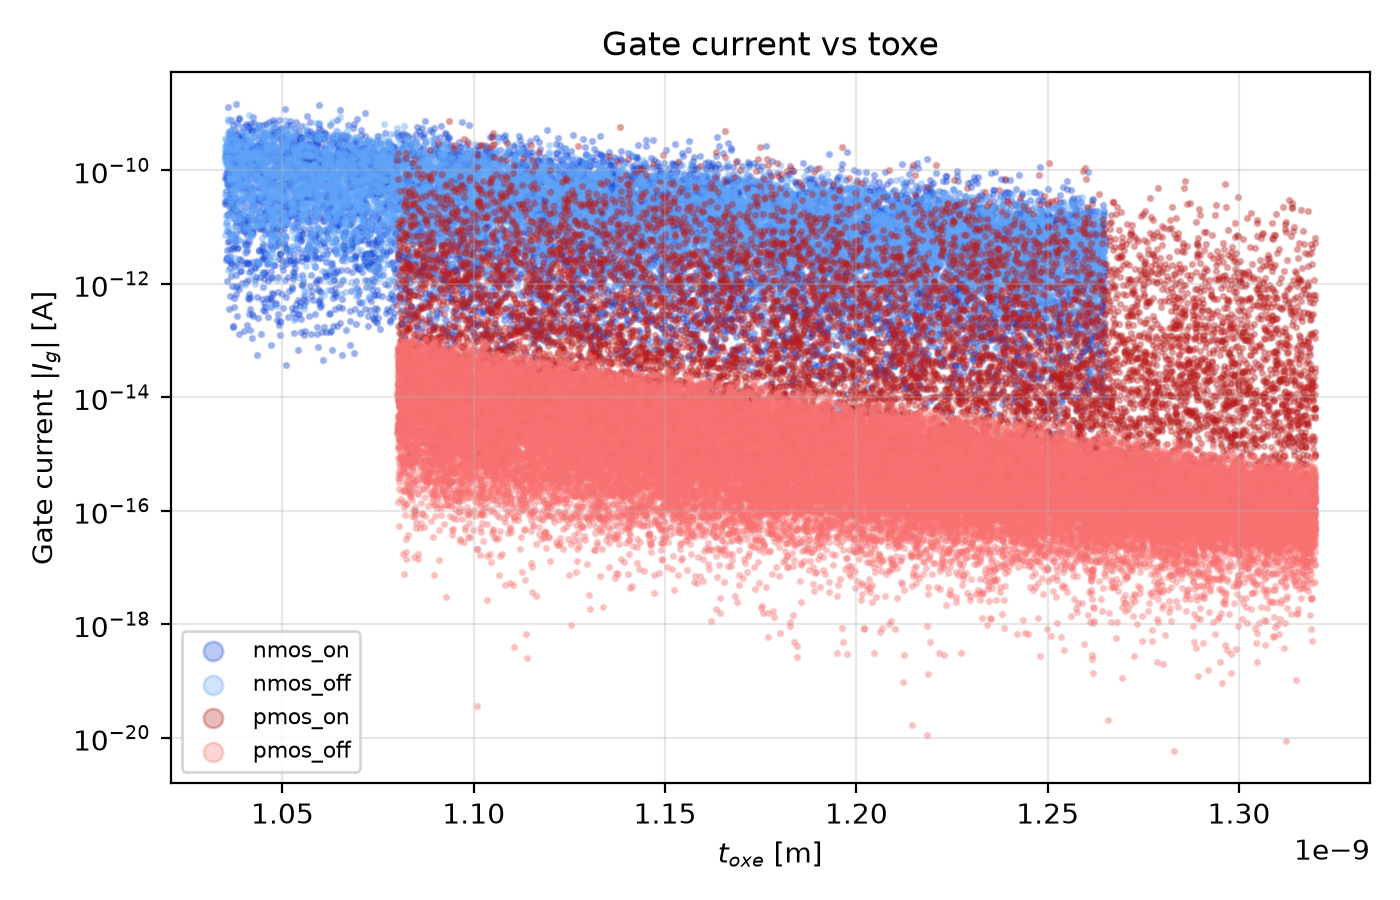 Gate current vs toxe
Gate current |I_g| [A]
10^−10
10^−12
10^−14
10^−16
10^−18
10^−20
nmos_on
nmos_off
pmos_on
pmos_off
1.05 1.10 1.15 1.20 1.25 1.30
1e−9
t_oxe [m]